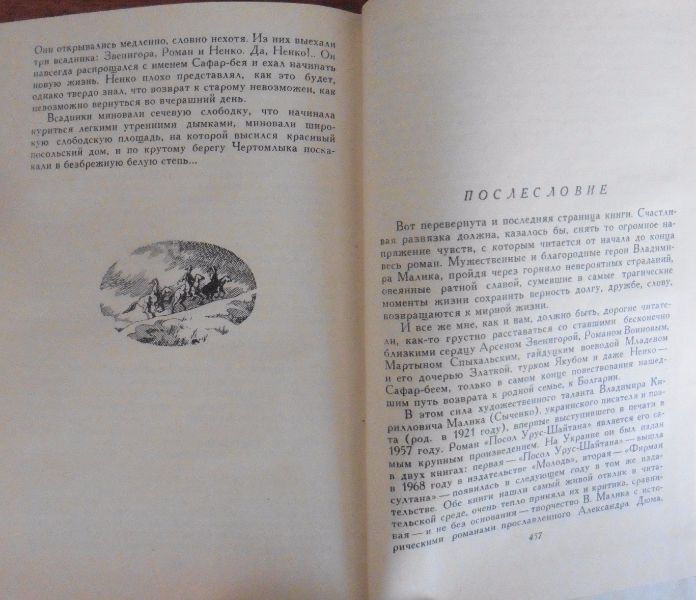 Они открывались медленно, словно нехотя. Из них выехали
три всадника: Звенигора, Роман и Ненко. Да, Ненко!.. Он
навсегда распрощался с именем Сафар-бея и ехал начинать
новую жизнь. Ненко плохо представлял, как это будет,
однако твердо знал, что возврат к старому невозможен, как
невозможно вернуться во вчерашний день.
Всадники миновали сечевую слободку, что начинала
куриться легкими утренними дымками, миновали широ-
кую слободскую площадь, на которой высился красивый
посольский дом, и по крутому берегу Чертомлыка поска-
кали в безбрежную белую степь...
ПОСЛЕСЛОВИЕ
Вот перевернута и последняя страница книги. Счастли-
вая развязка должна, казалось бы, снять то огромное на-
пряжение чувств, с которым читается от начала до конца
весь роман. Мужественные и благородные герои Владими-
ра Малика, пройдя через горнило невероятных страданий,
овеянные ратной славой, сумевшие в самые трагические
моменты жизни сохранить верность долгу, дружбе, слову,
возвращаются к мирной жизни.
И все же мне, как и вам, должно быть, дорогие читате-
ли, как-то грустно расставаться со ставшими бесконечно
близкими сердцу Арсеном Звенигорой, Романом Воиновым,
Мартыном Спыхальским, гайдуцким воеводой Младеном
и его дочерью Златкой, турком Якубом и даже Ненко —
Сафар-беем, только в самом конце повествования нашед-
шим путь возврата к родной семье, к Болгарии.
В этом сила художественного таланта Владимира Ки-
рилловича Малика (Сыченко), украинского писателя и поэ-
та (род. в 1921 году), впервые выступившего в печати в
1957 году. Роман «Посол Урус-Шайтана» является его са-
мым крупным произведением. На Украине он был издан
в двух книгах: первая — «Посол Урус-Шайтана» — вышла
в 1968 году в издательстве «Молодь», вторая — «Фирман
султана» — появилась в следующем году в том же изда-
тельстве. Обе книги нашли самый живой отклик в чита-
тельской среде, очень тепло приняла их и критика, сравни-
вая — и не без основания — творчество В. Малика с исто-
рическими романами прославленного Александра Дюма,
457